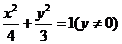 x²/4 + y²/3 = 1(y ≠ 0)